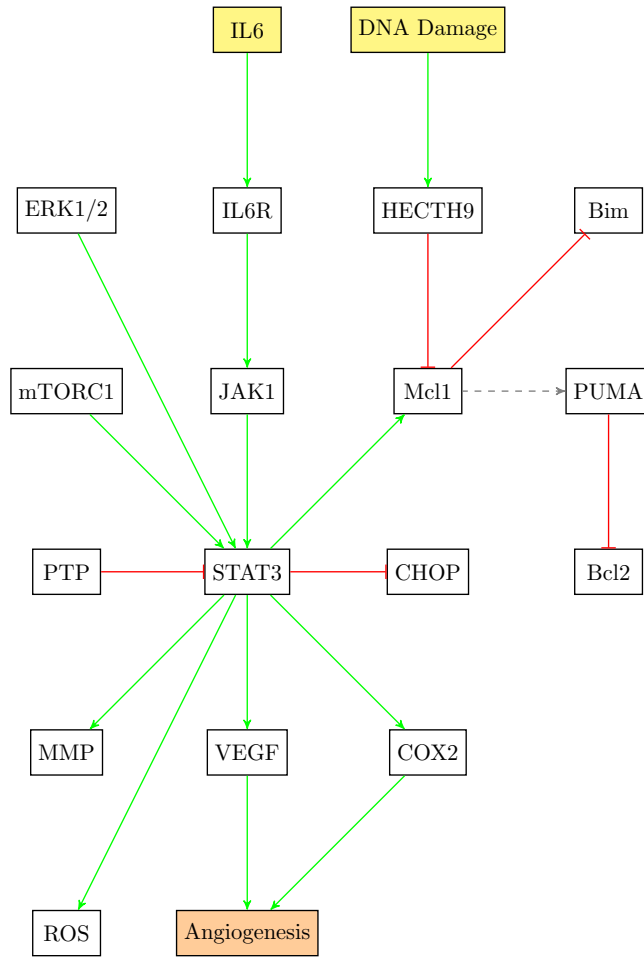 IL6
DNA Damage
ERK1/2
IL6R
HECTH9
Bim
mTORC1
JAK1
Mcl1
PUMA
PTP
STAT3
CHOP
Bcl2
MMP
VEGF
COX2
ROS
Angiogenesis